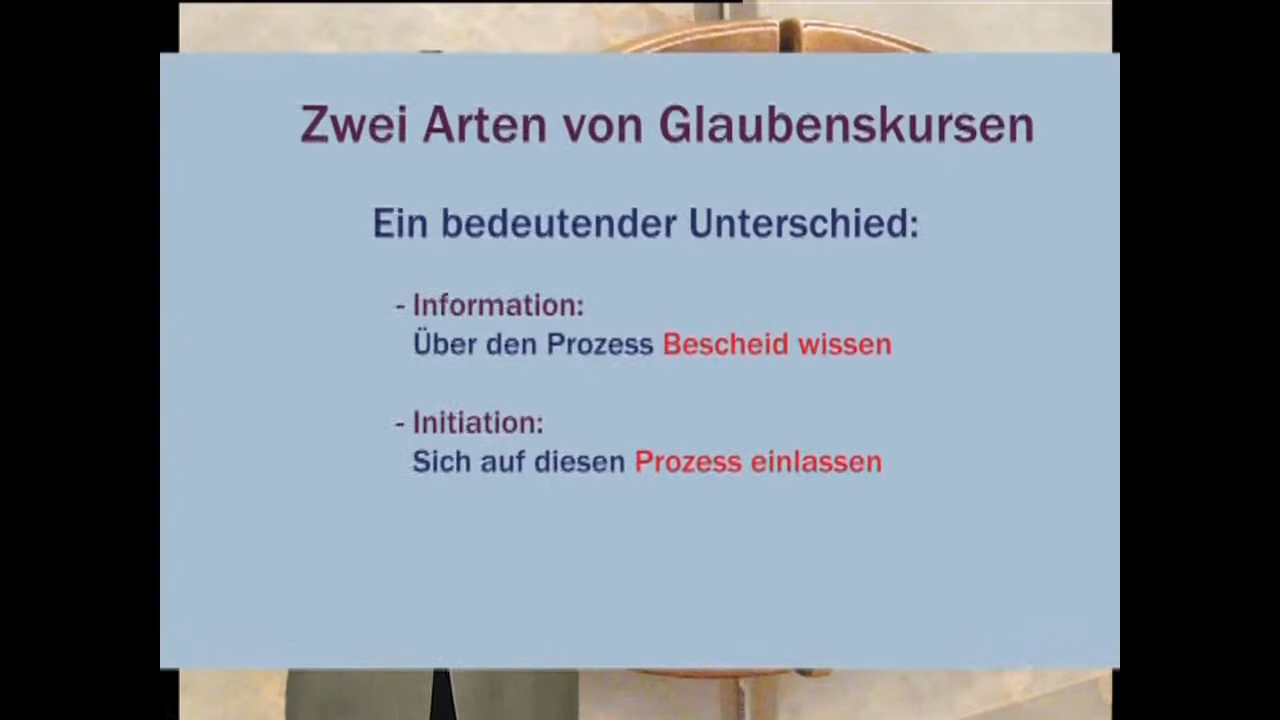 Zwei Arten von Glaubenskursen
Ein bedeutender Unterschied:
- Information:
Über den Prozess Bescheid wissen
- Initiation:
Sich auf diesen Prozess einlassen